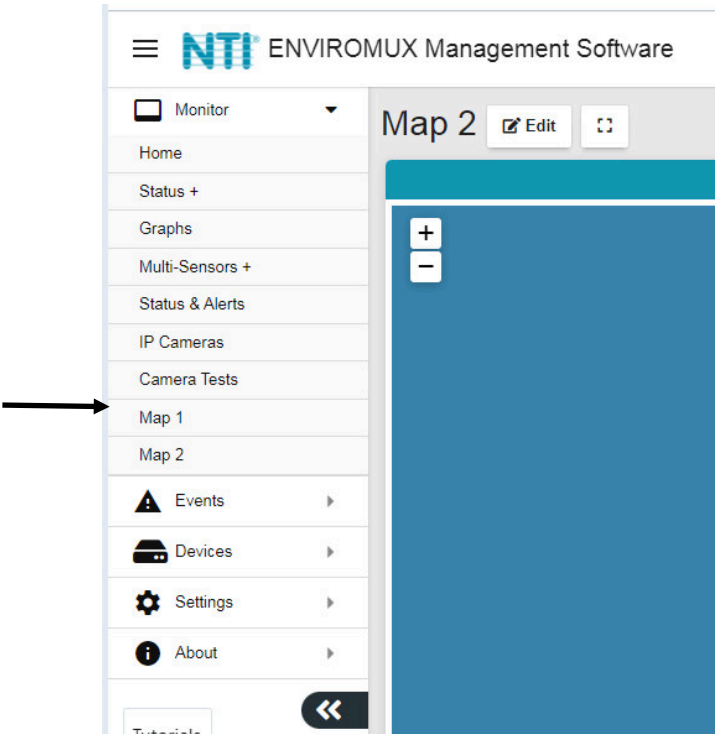 NTI® ENVIROMUX Management Software
Monitor
Home
Status +
Graphs
Multi-Sensors +
Status & Alerts
IP Cameras
Camera Tests
Map 1
Map 2
Events
Devices
Settings
About
Tutorials
Map 2 Edit
+
−